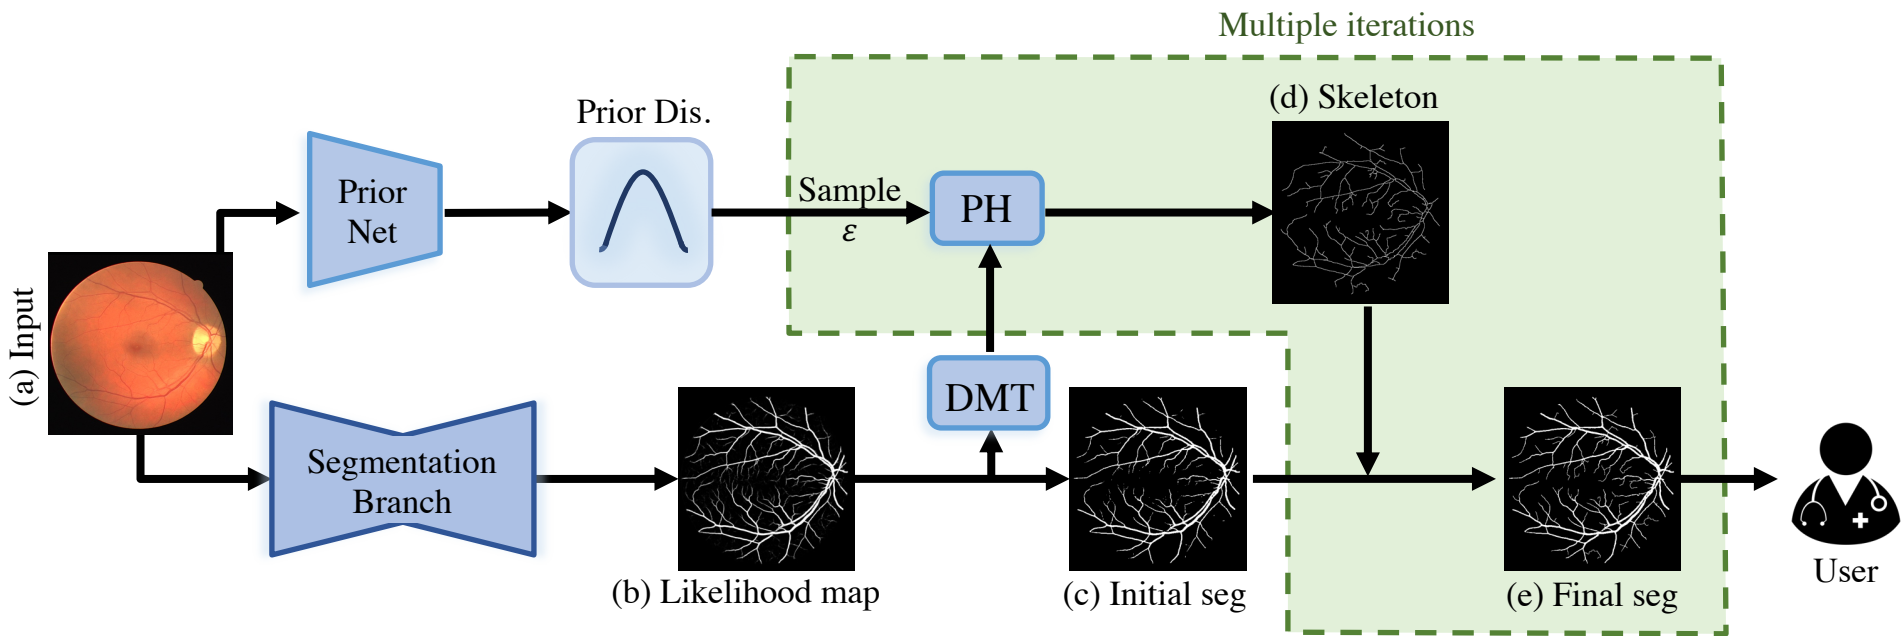 Multiple iterations
(d) Skeleton
Prior Dis.
Prior
Net
Sample
ε
PH
(a) Input
DMT
Segmentation
Branch
(b) Likelihood map
(c) Initial seg
(e) Final seg
User